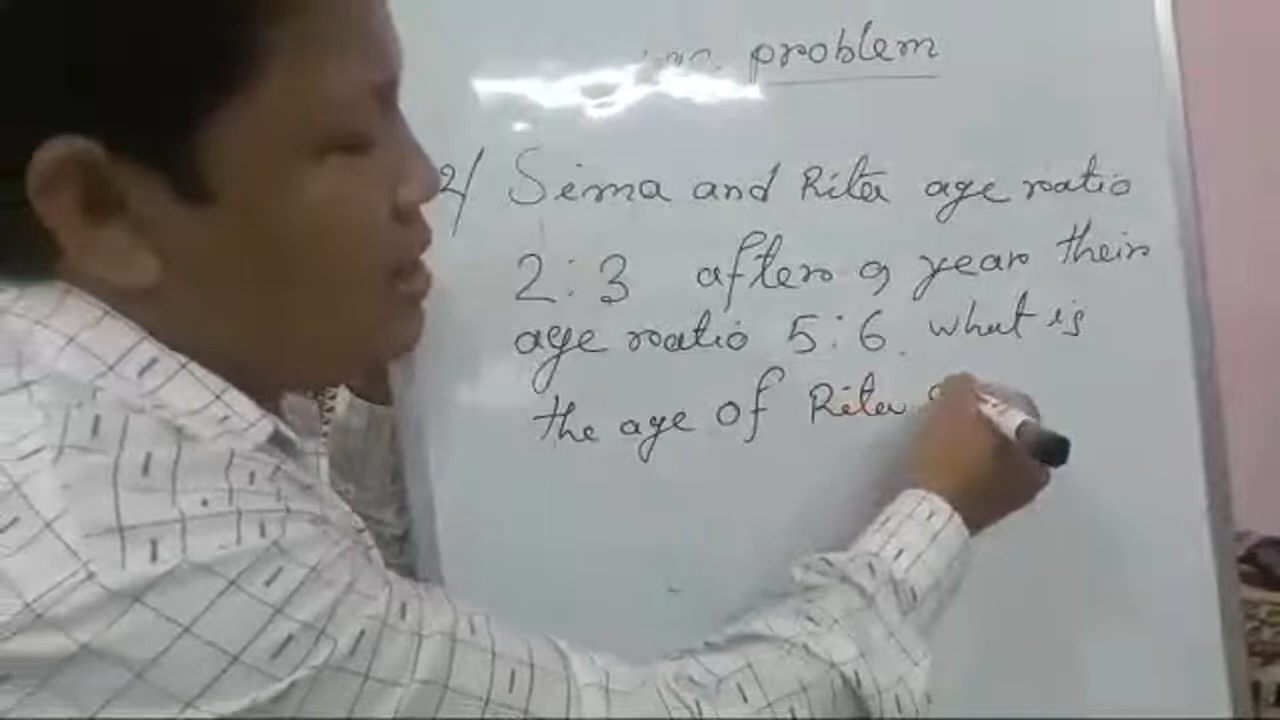 problem
2/ Sima and Rita age ratio
2:3 after 9 year their
age ratio 5:6. what is
the age of Rita